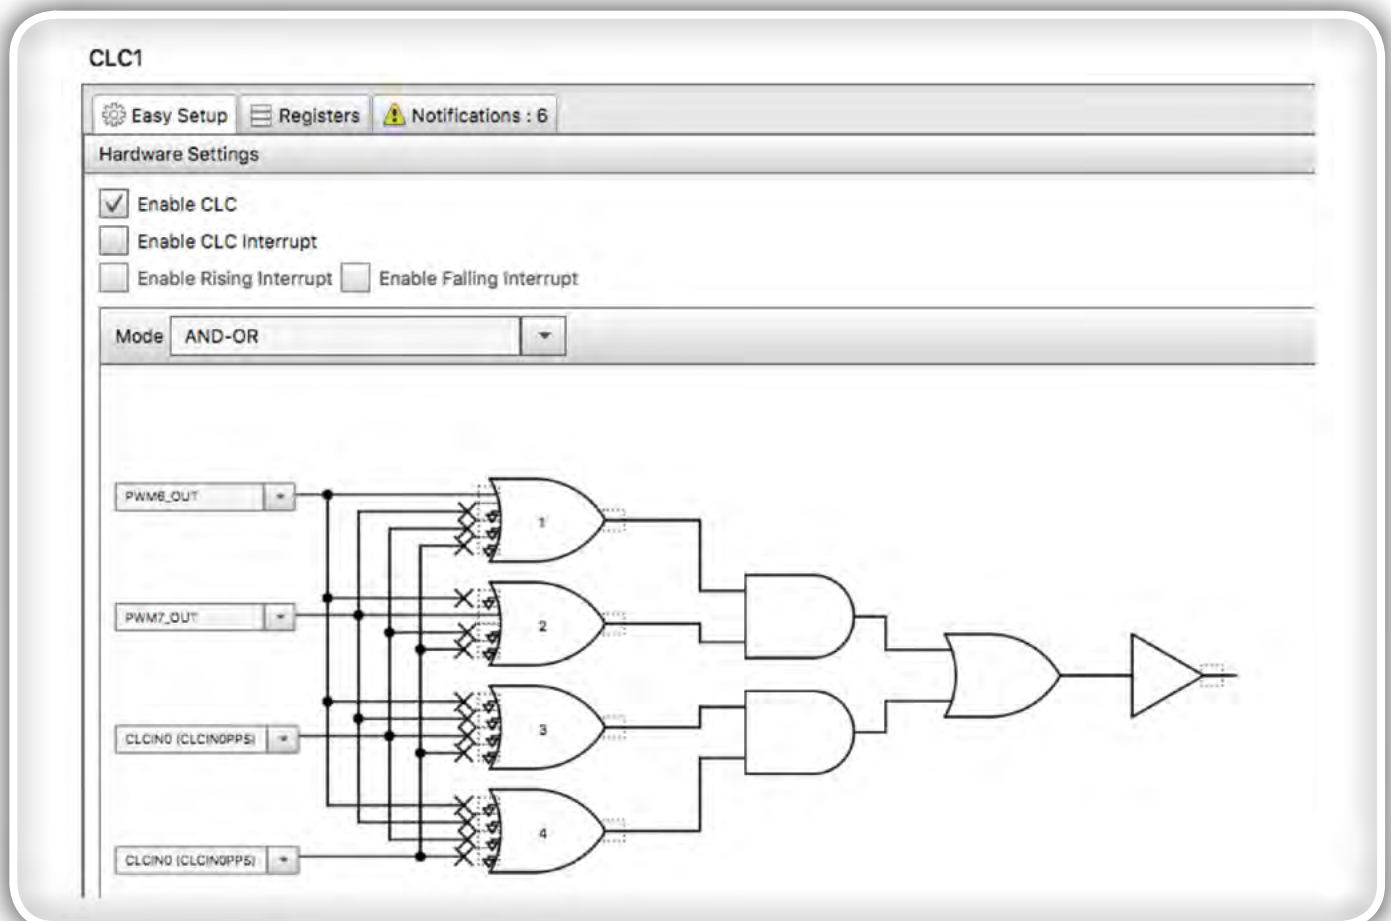 CLC1
Easy Setup Registers Notifications : 6
Hardware Settings
Enable CLC
Enable CLC Interrupt
Enable Rising Interrupt Enable Falling Interrupt
Mode AND-OR
PWM6_OUT
1
PWM7_OUT
2
CLCIN0 (CLCIN0PPS)
3
4
CLCIN0 (CLCIN0PPS)